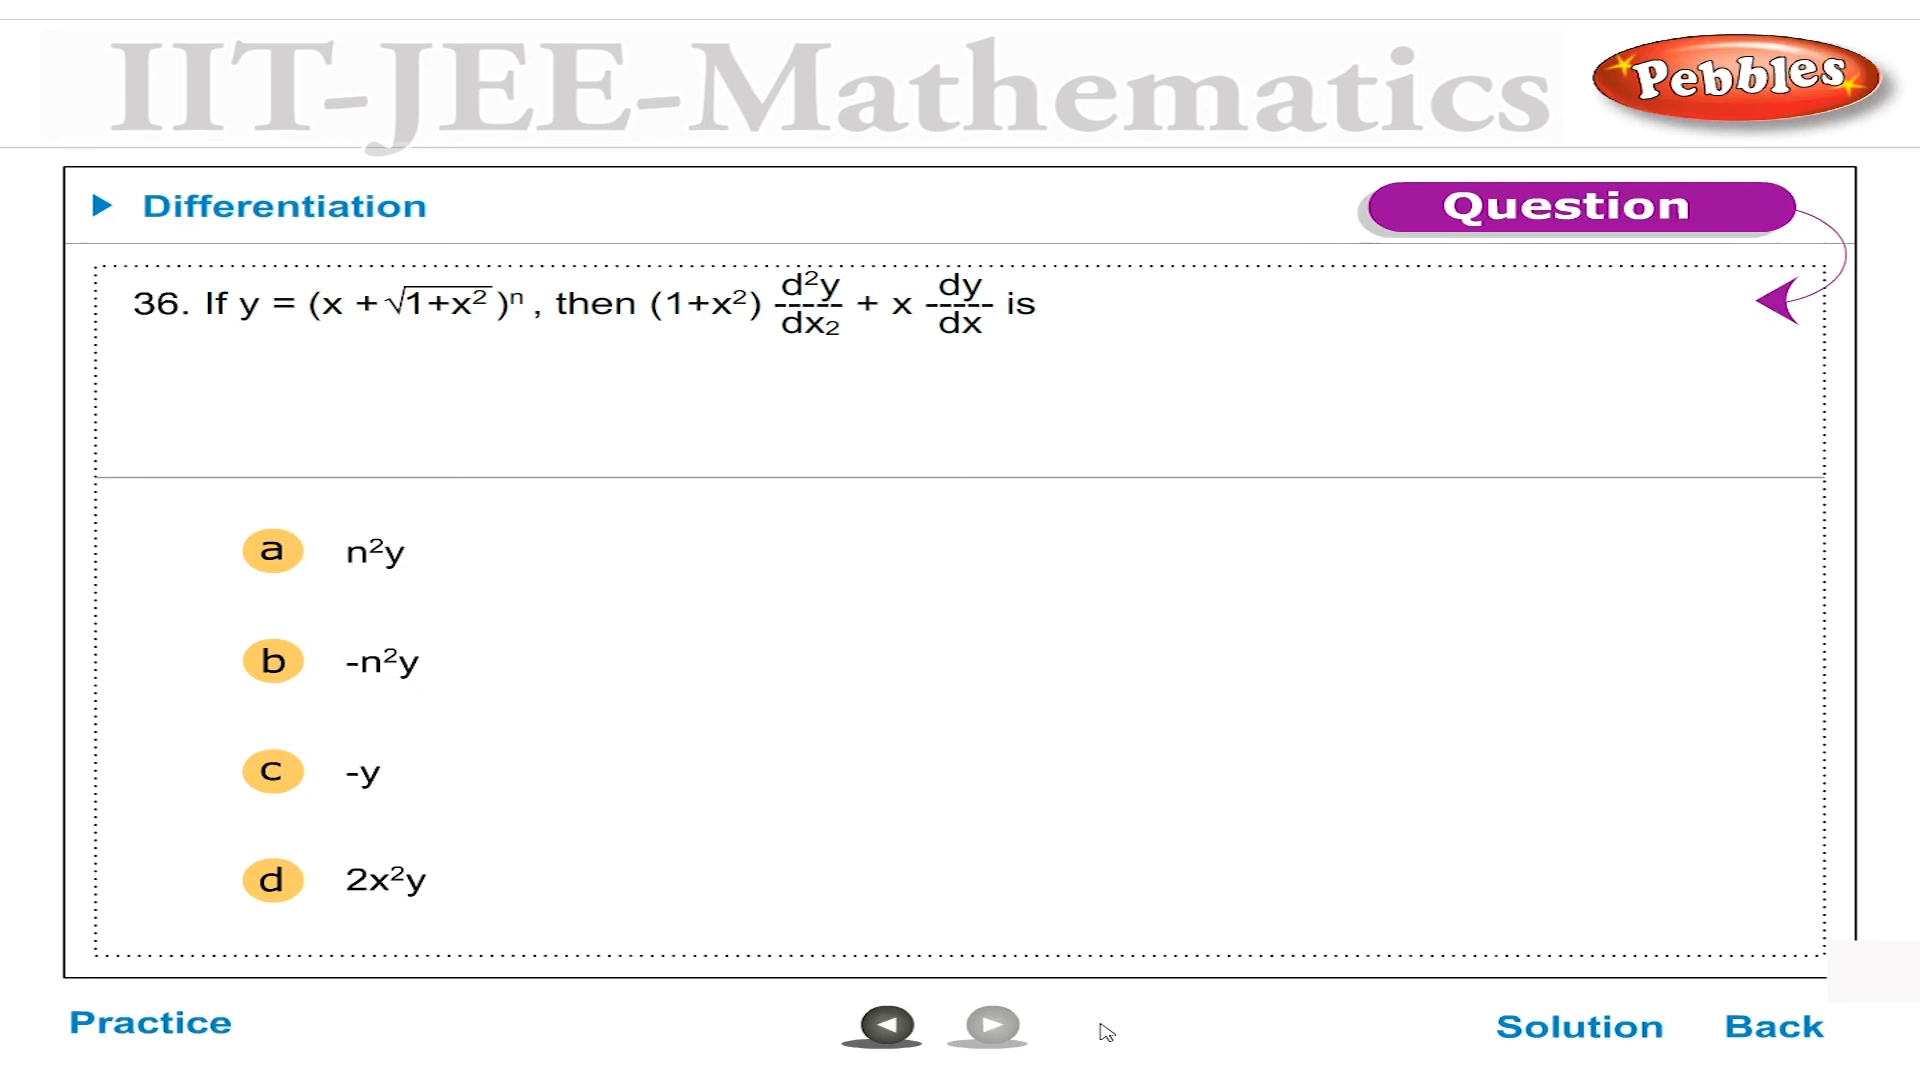 IIT-JEE-Mathematics
Pebbles
Differentiation
Question
36. If y = (x + √1+x² )ⁿ , then (1+x²) d²y/dx₂ + x dy/dx is
a n²y
b -n²y
c -y
d 2x²y
Practice
Solution Back